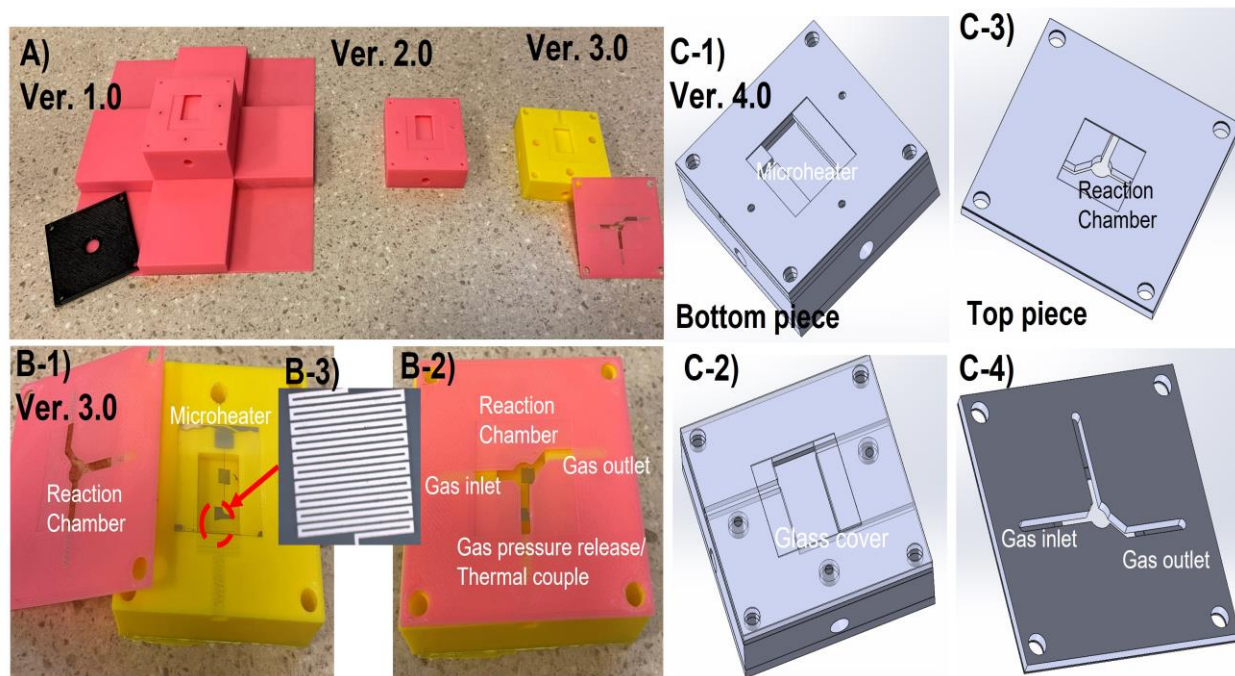 A)
Ver. 1.0
Ver. 2.0
Ver. 3.0
B-1)
Ver. 3.0
Microheater
Reaction
Chamber
B-3)
B-2)
Reaction
Chamber
Gas inlet
Gas outlet
Gas pressure release/
Thermal couple
C-1)
Ver. 4.0
Microheater
Bottom piece
C-3)
Reaction
Chamber
Top piece
C-2)
Glass cover
C-4)
Gas inlet
Gas outlet